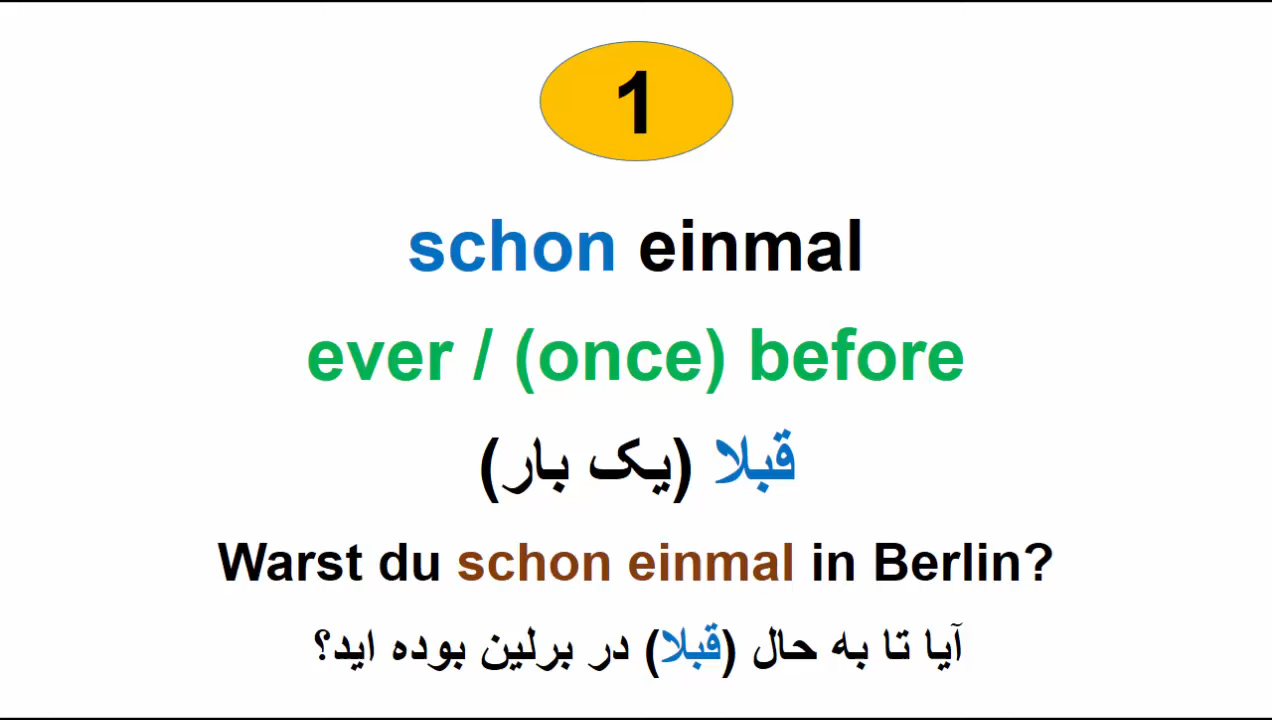 1
schon einmal
ever / (once) before
قبلا (یک بار)
Warst du schon einmal in Berlin?
آیا تا به حال (قبلا) در برلین بوده اید؟